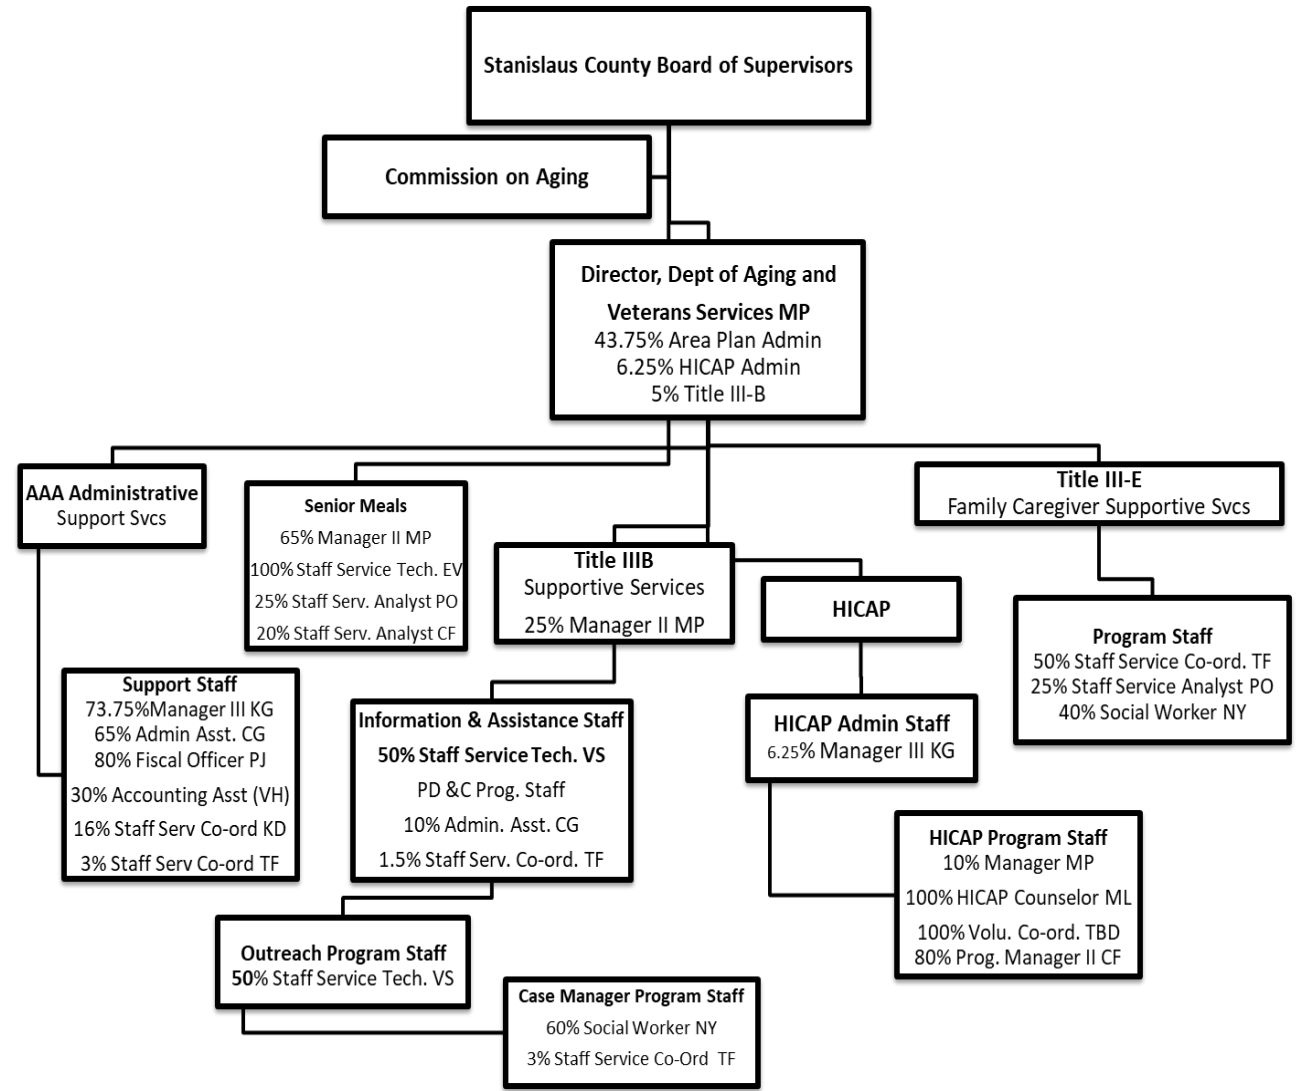 Stanislaus County Board of Supervisors
Commission on Aging
Director, Dept of Aging and
Veterans Services MP
43.75% Area Plan Admin
6.25% HICAP Admin
5% Title III-B
AAA Administrative
Support Svcs
Senior Meals
65% Manager II MP
100% Staff Service Tech. EV
25% Staff Serv. Analyst PO
20% Staff Serv. Analyst CF
Title IIIB
Supportive Services
25% Manager II MP
HICAP
Title III-E
Family Caregiver Supportive Svcs
Program Staff
50% Staff Service Co-ord. TF
25% Staff Service Analyst PO
40% Social Worker NY
Support Staff
73.75%Manager III KG
65% Admin Asst. CG
80% Fiscal Officer PJ
30% Accounting Asst (VH)
16% Staff Serv Co-ord KD
3% Staff Serv Co-ord TF
Information & Assistance Staff
50% Staff Service Tech. VS
PD &C Prog. Staff
10% Admin. Asst. CG
1.5% Staff Serv. Co-ord. TF
HICAP Admin Staff
6.25% Manager III KG
HICAP Program Staff
10% Manager MP
100% HICAP Counselor ML
100% Volu. Co-ord. TBD
80% Prog. Manager II CF
Outreach Program Staff
50% Staff Service Tech. VS
Case Manager Program Staff
60% Social Worker NY
3% Staff Service Co-Ord TF